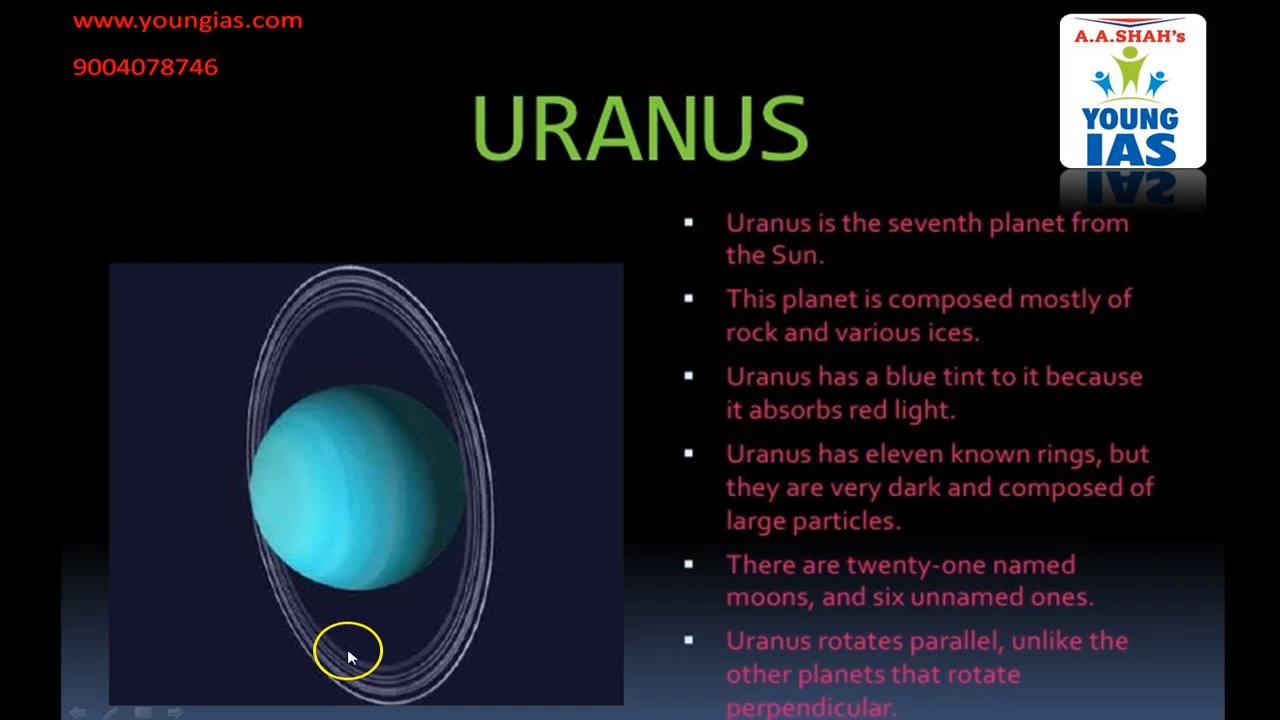 www.youngias.com
9004078746
A.A.SHAH's
YOUNG
IAS
URANUS
Uranus is the seventh planet from
the Sun.
This planet is composed mostly of
rock and various ices.
Uranus has a blue tint to it because
it absorbs red light.
Uranus has eleven known rings, but
they are very dark and composed of
large particles.
There are twenty-one named
moons, and six unnamed ones.
Uranus rotates parallel, unlike the
other planets that rotate
perpendicular.